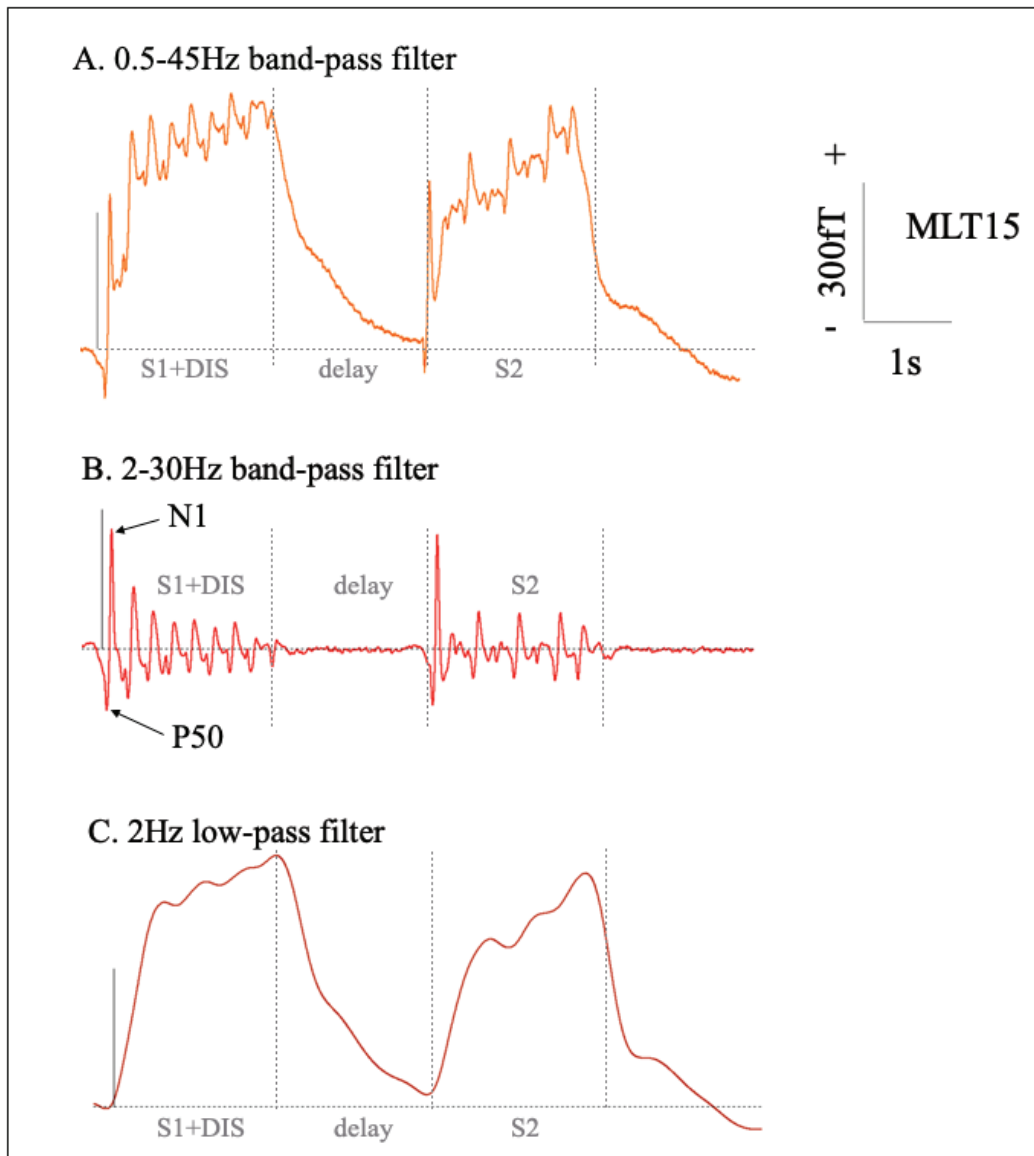 A. 0.5-45Hz band-pass filter
S1+DIS delay S2
- 300fT +
MLT15
1s
B. 2-30Hz band-pass filter
N1
S1+DIS delay S2
P50
C. 2Hz low-pass filter
S1+DIS delay S2